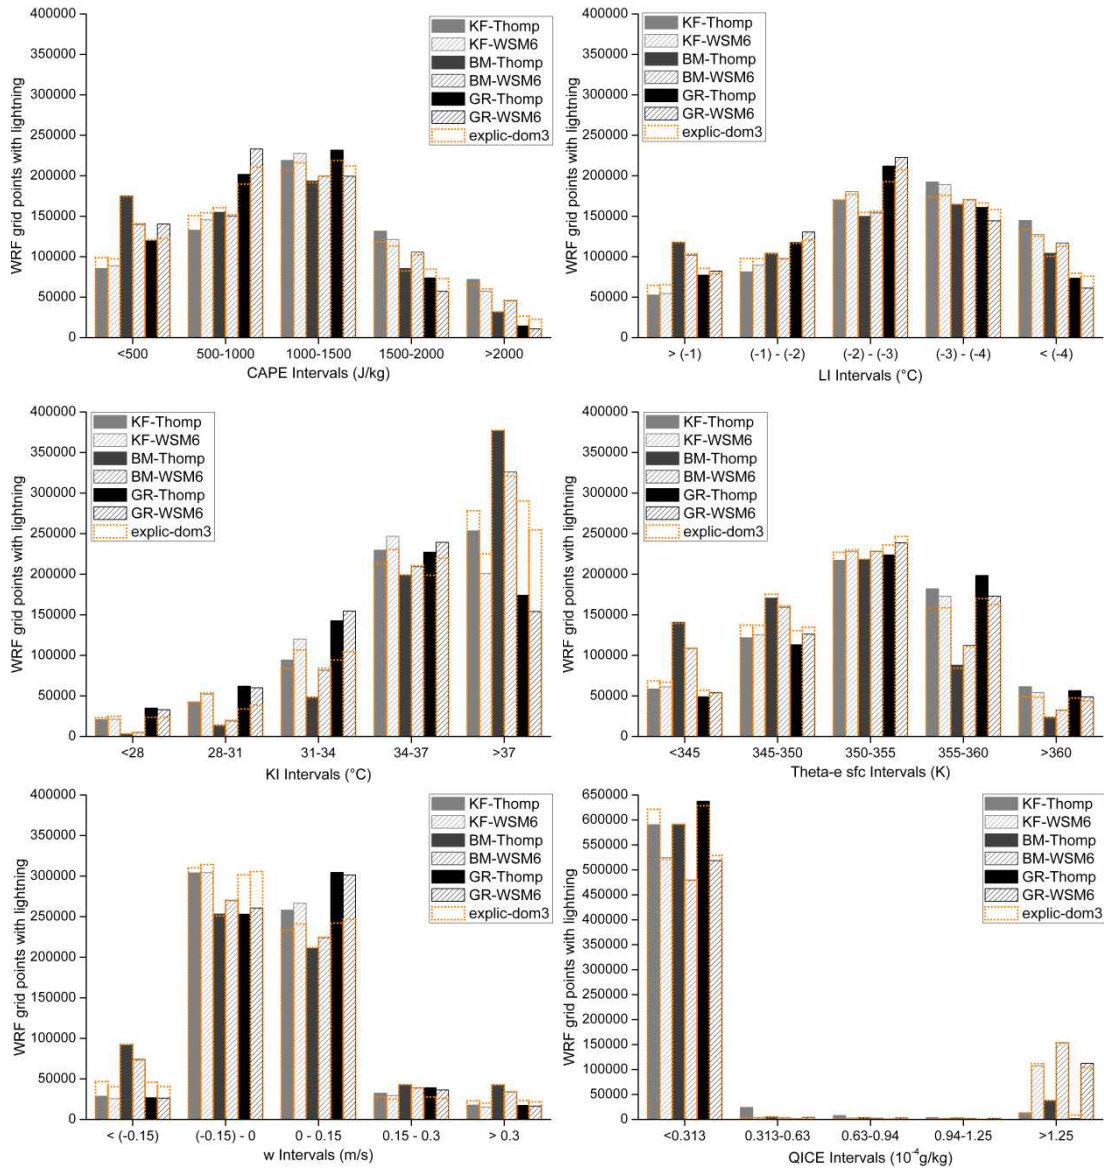 400000
350000
300000
250000
200000
150000
100000
50000
0
WRF grid points with lightning
KF-Thomp
KF-WSM6
BM-Thomp
BM-WSM6
GR-Thomp
GR-WSM6
explic-dom3
<500 500-1000 1000-1500 1500-2000 >2000
CAPE Intervals (J/kg)
400000
350000
300000
250000
200000
150000
100000
50000
0
WRF grid points with lightning
KF-Thomp
KF-WSM6
BM-Thomp
BM-WSM6
GR-Thomp
GR-WSM6
explic-dom3
> (-1) (-1) - (-2) (-2) - (-3) (-3) - (-4) < (-4)
LI Intervals (°C)
400000
350000
300000
250000
200000
150000
100000
50000
0
WRF grid points with lightning
KF-Thomp
KF-WSM6
BM-Thomp
BM-WSM6
GR-Thomp
GR-WSM6
explic-dom3
<28 28-31 31-34 34-37 >37
KI Intervals (°C)
400000
350000
300000
250000
200000
150000
100000
50000
0
WRF grid points with lightning
KF-Thomp
KF-WSM6
BM-Thomp
BM-WSM6
GR-Thomp
GR-WSM6
explic-dom3
<345 345-350 350-355 355-360 >360
Theta-e sfc Intervals (K)
400000
350000
300000
250000
200000
150000
100000
50000
0
WRF grid points with lightning
KF-Thomp
KF-WSM6
BM-Thomp
BM-WSM6
GR-Thomp
GR-WSM6
explic-dom3
< (-0.15) (-0.15) - 0 0 - 0.15 0.15 - 0.3 > 0.3
w Intervals (m/s)
650000
600000
550000
500000
450000
400000
350000
300000
250000
200000
150000
100000
50000
0
WRF grid points with lightning
KF-Thomp
KF-WSM6
BM-Thomp
BM-WSM6
GR-Thomp
GR-WSM6
explic-dom3
<0.313 0.313-0.63 0.63-0.94 0.94-1.25 >1.25
QICE Intervals (10⁻⁴g/kg)